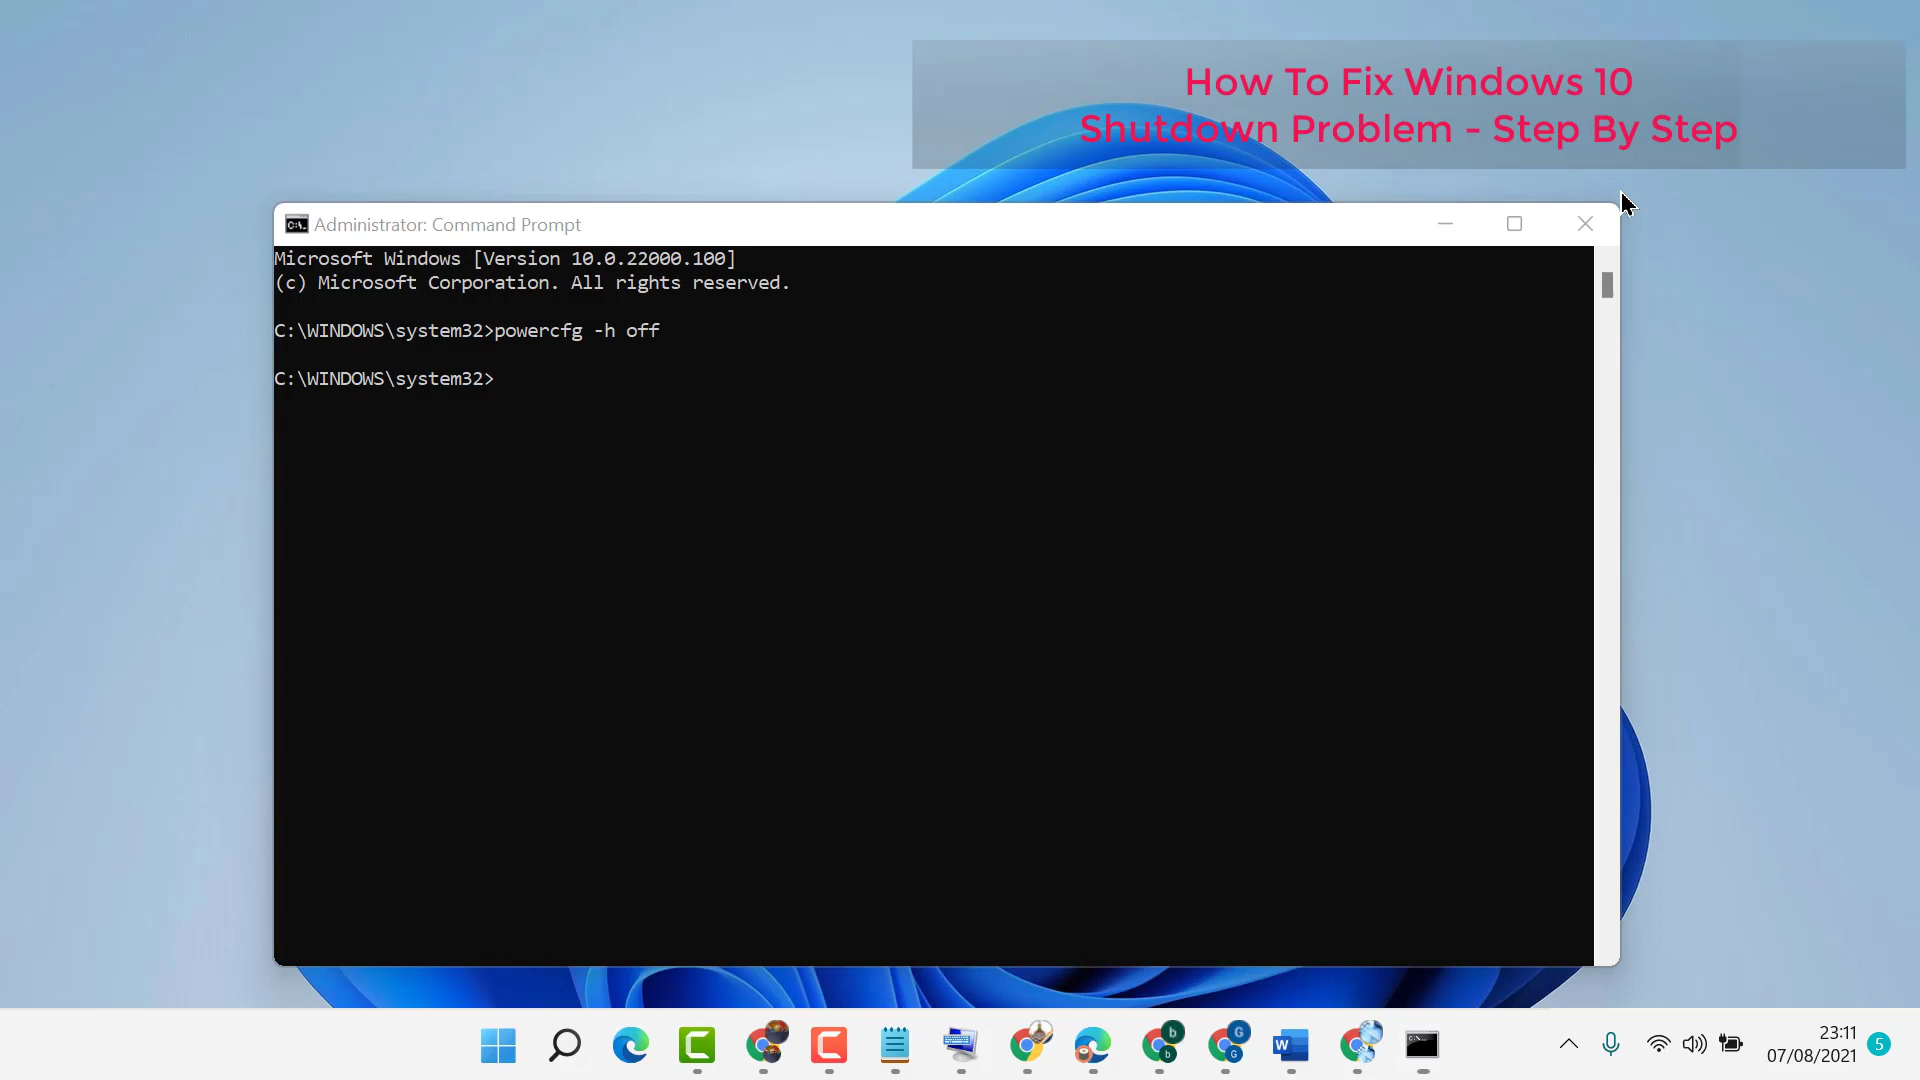 How To Fix Windows 10
Shutdown Problem - Step By Step
Administrator: Command Prompt
Microsoft Windows [Version 10.0.22000.100]
(c) Microsoft Corporation. All rights reserved.
C:\WINDOWS\system32>powercfg -h off
C:\WINDOWS\system32>
23:11
07/08/2021
5